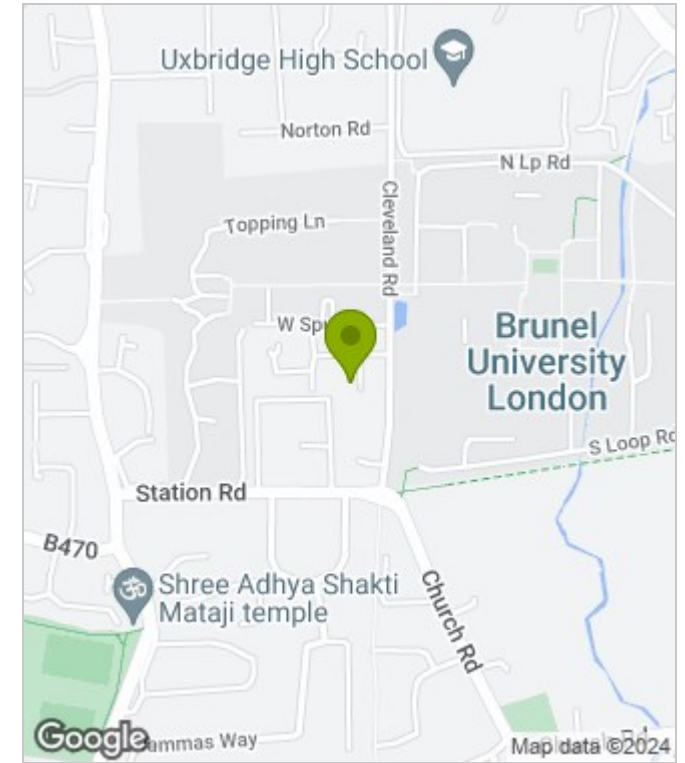 Uxbridge High School
Norton Rd
N Lp Rd
Cleveland Rd
Topping Ln
W
Brunel
University
London
S Loop Rd
Station Rd
B470
Shree Adhya Shakti
Mataji temple
Church Rd
Way
Google
Map data ©2024